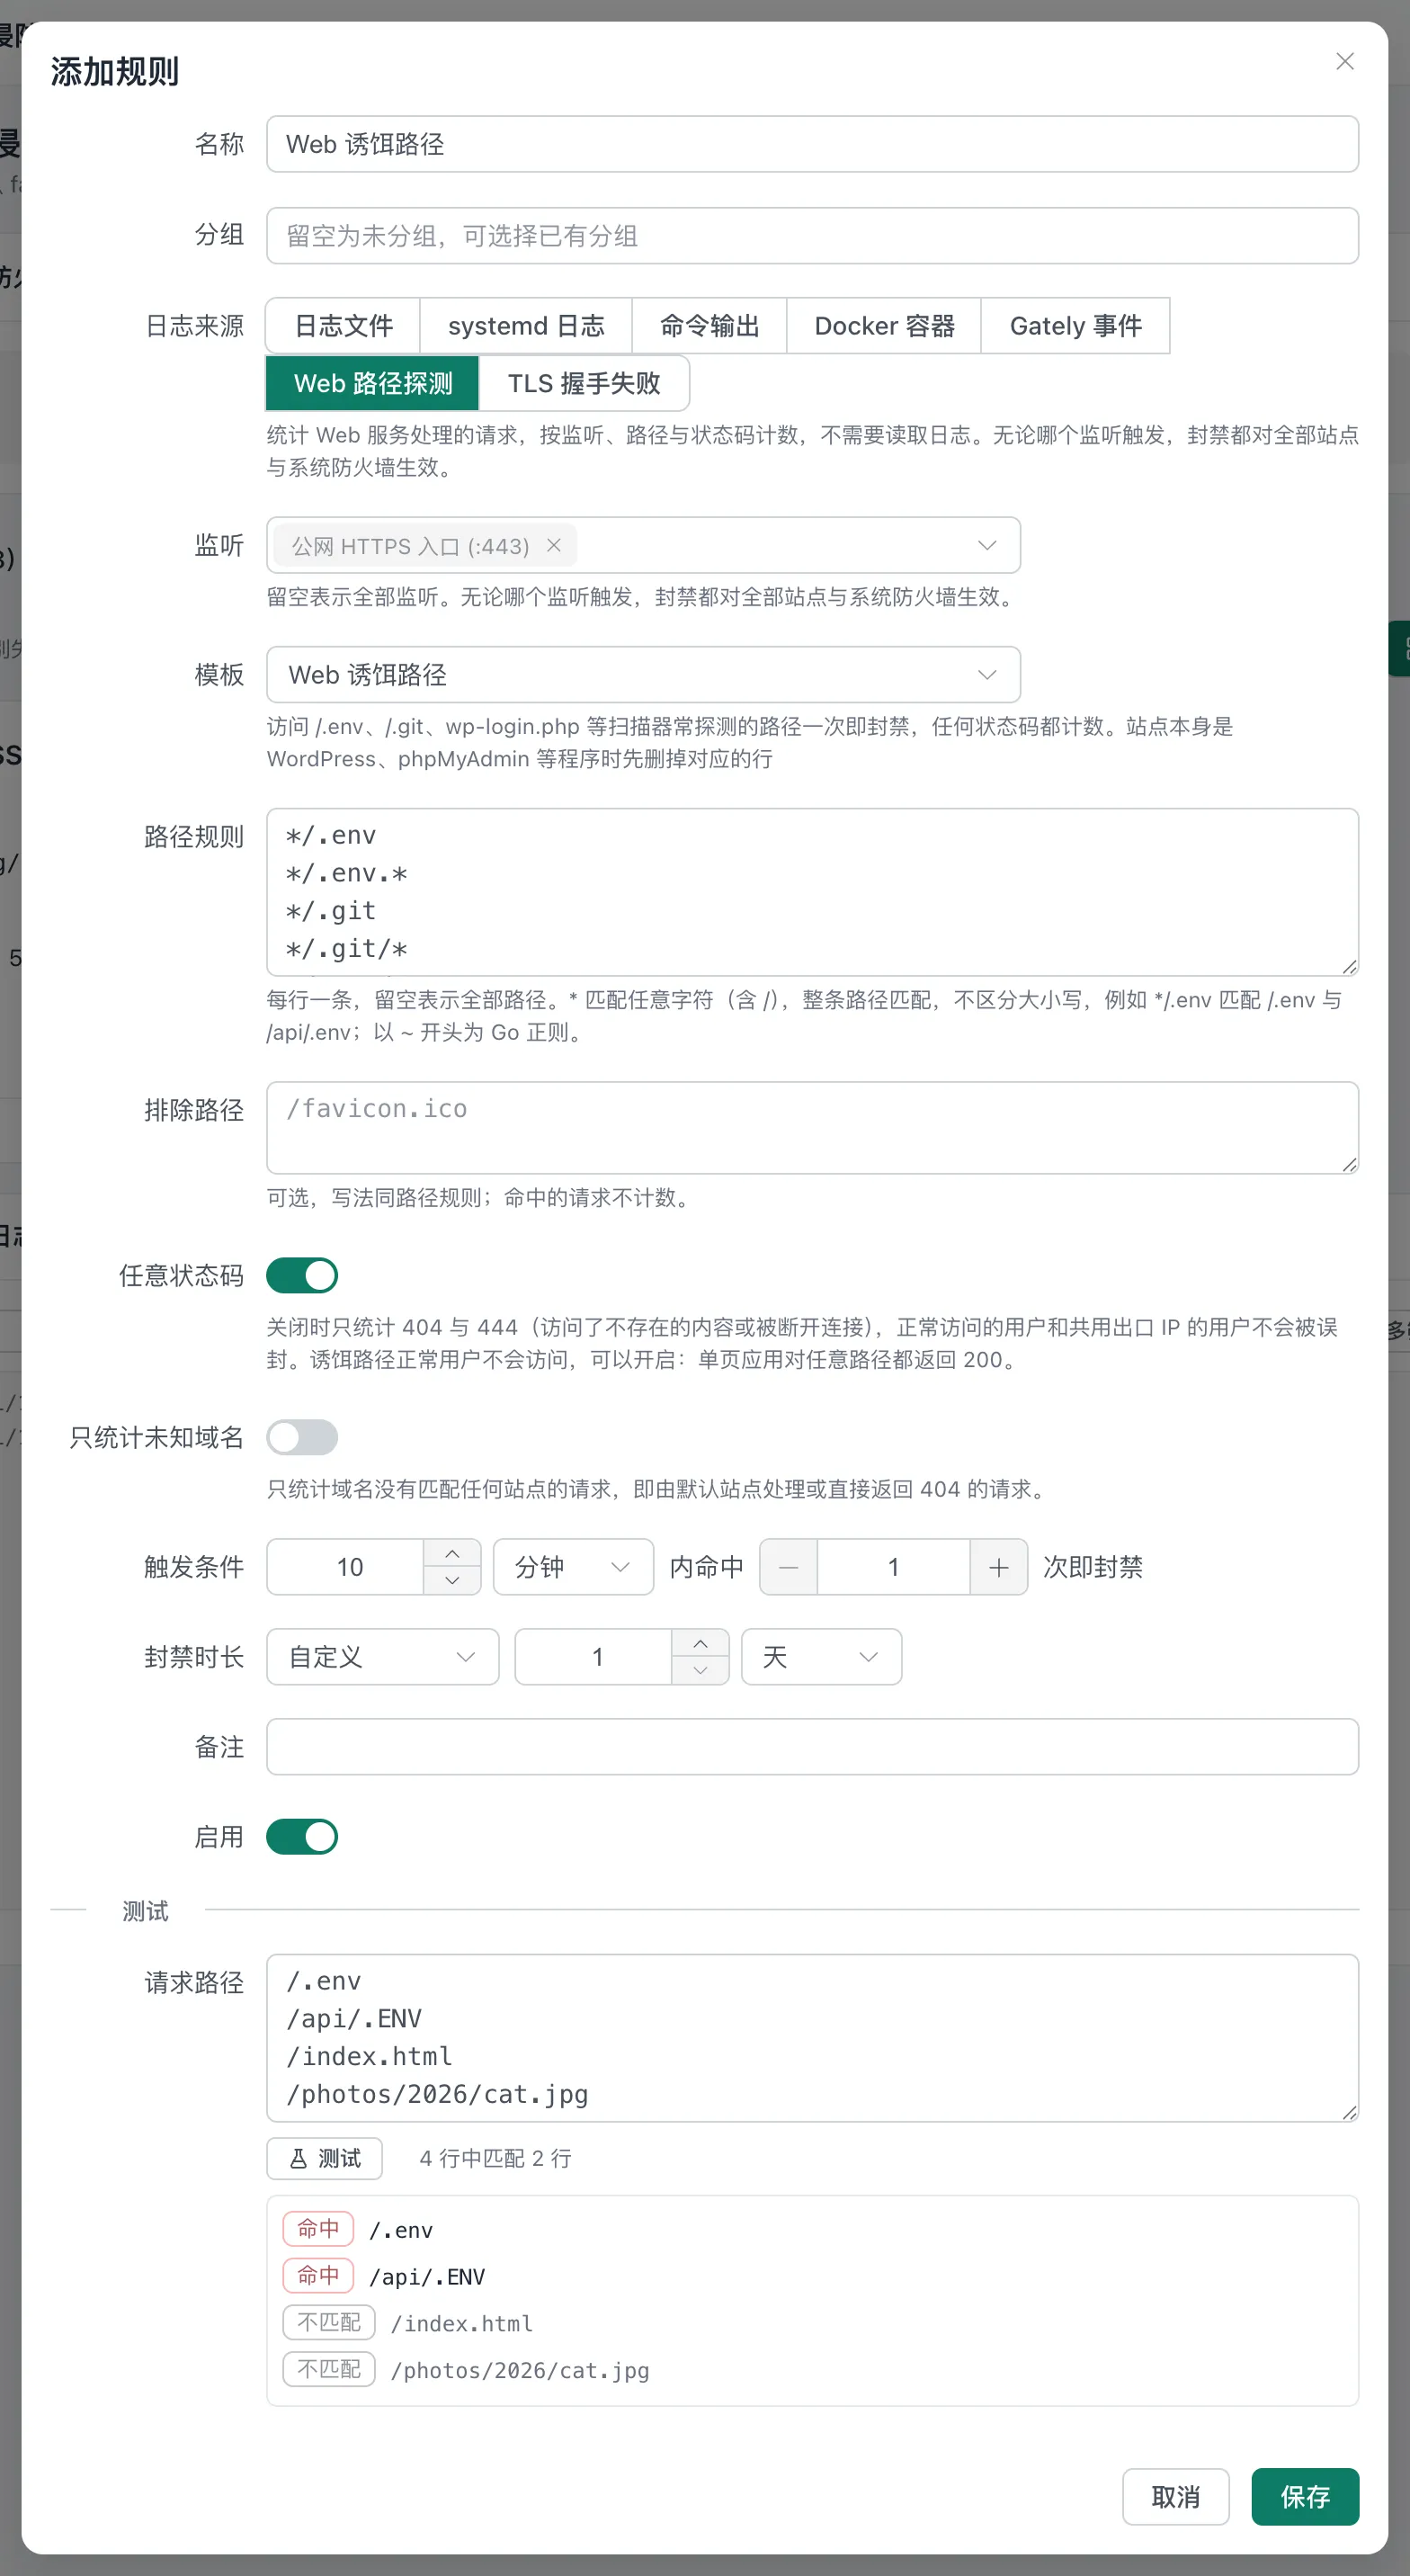 添加规则
名称 Web 诱饵路径
分组 留空为未分组，可选择已有分组
日志来源 日志文件 systemd 日志 命令输出 Docker 容器 Gately 事件
Web 路径探测 TLS 握手失败
统计 Web 服务处理的请求，按监听、路径与状态码计数，不需要读取日志。无论哪个监听触发，封禁都对全部站点
与系统防火墙生效。
监听 公网 HTTPS 入口 (:443)
留空表示全部监听。无论哪个监听触发，封禁都对全部站点与系统防火墙生效。
模板 Web 诱饵路径
访问 /.env、/.git、wp-login.php 等扫描器常探测的路径一次即封禁，任何状态码都计数。站点本身是
WordPress、phpMyAdmin 等程序时先删掉对应的行
路径规则 */.env
*/.env.*
*/.git
*/.git/*
每行一条，留空表示全部路径。* 匹配任意字符（含 /），整条路径匹配，不区分大小写，例如 */.env 匹配 /.env 与
/api/.env；以 ~ 开头为 Go 正则。
排除路径 /favicon.ico
可选，写法同路径规则；命中的请求不计数。
任意状态码
关闭时只统计 404 与 444（访问了不存在的内容或被断开连接），正常访问的用户和共用出口 IP 的用户不会被误
封。诱饵路径正常用户不会访问，可以开启：单页应用对任意路径都返回 200。
只统计未知域名
只统计域名没有匹配任何站点的请求，即由默认站点处理或直接返回 404 的请求。
触发条件 10 分钟 内命中 1 次即封禁
封禁时长 自定义 1 天
备注
启用
测试
请求路径 /.env
/api/.ENV
/index.html
/photos/2026/cat.jpg
测试 4 行中匹配 2 行
命中 /.env
命中 /api/.ENV
不匹配 /index.html
不匹配 /photos/2026/cat.jpg
取消 保存